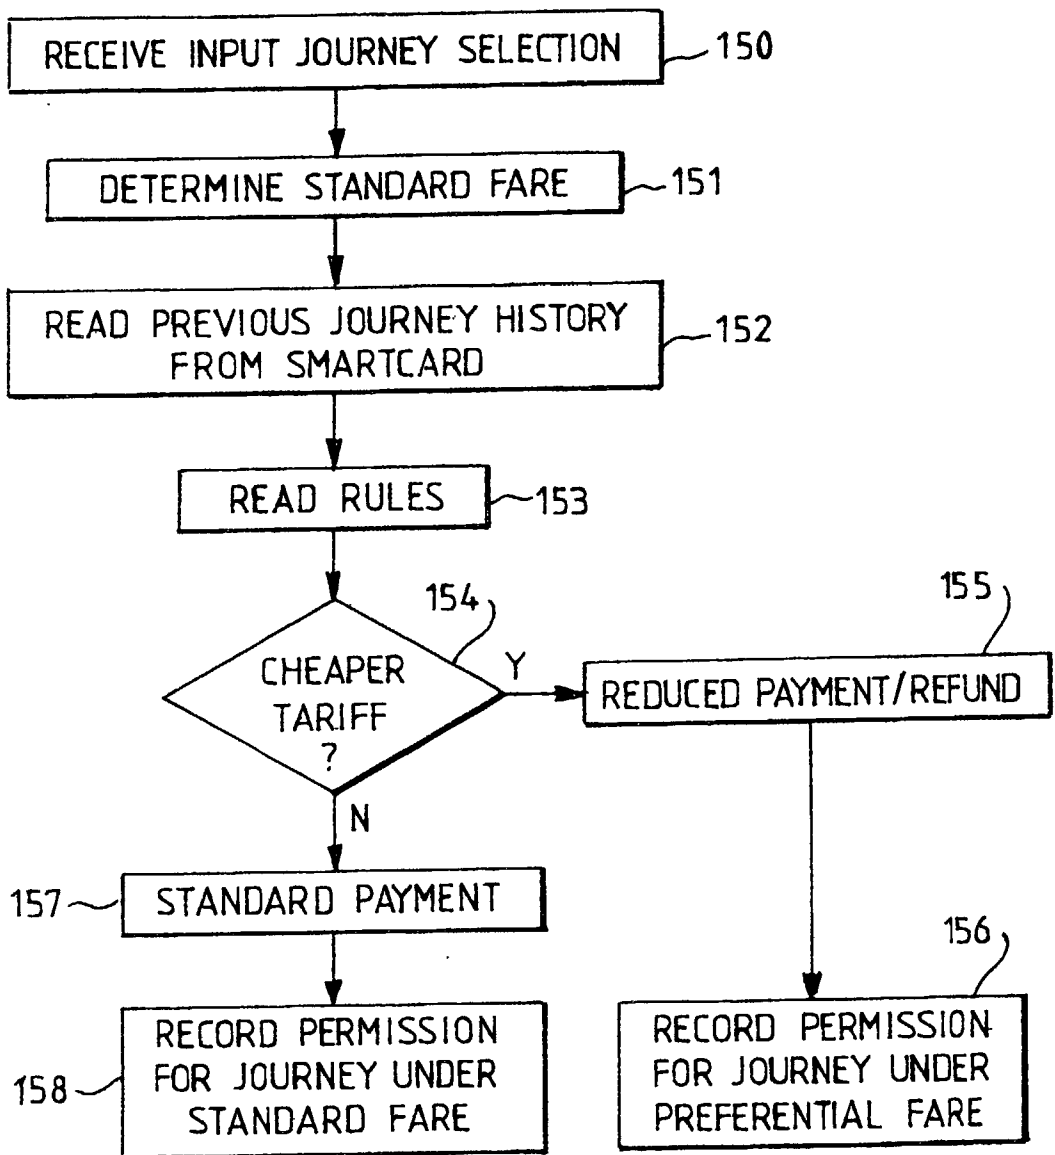 RECEIVE INPUT JOURNEY SELECTION
150
DETERMINE STANDARD FARE
151
READ PREVIOUS JOURNEY HISTORY
FROM SMARTCARD
152
READ RULES
153
154
CHEAPER
TARIFF
?
Y
N
155
REDUCED PAYMENT/REFUND
157
STANDARD PAYMENT
156
158
RECORD PERMISSION
FOR JOURNEY UNDER
STANDARD FARE
RECORD PERMISSION
FOR JOURNEY UNDER
PREFERENTIAL FARE